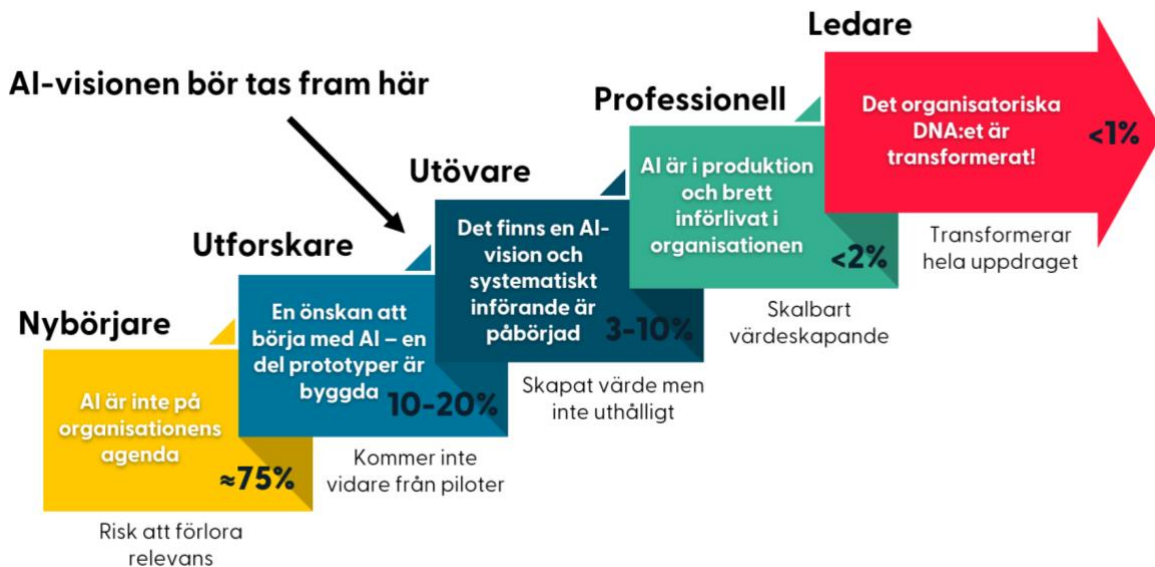 AI-visionen bör tas fram här
Nybörjare
AI är inte på
organisationens
agenda
≈75%
Risk att förlora
relevans
Utforskare
En önskan att
börja med AI – en
del prototyper är
byggda
10-20%
Kommer inte
vidare från piloter
Utövare
Det finns en AI-
vision och
systematiskt
införande är
påbörjad
3-10%
Skapat värde men
inte uthålligt
Professionell
AI är i produktion
och brett
införlivat i
organisationen
<2%
Skalbart
värdeskapande
Ledare
Det organisatoriska
DNA:et är
transformerat!
<1%
Transformerar
hela uppdraget